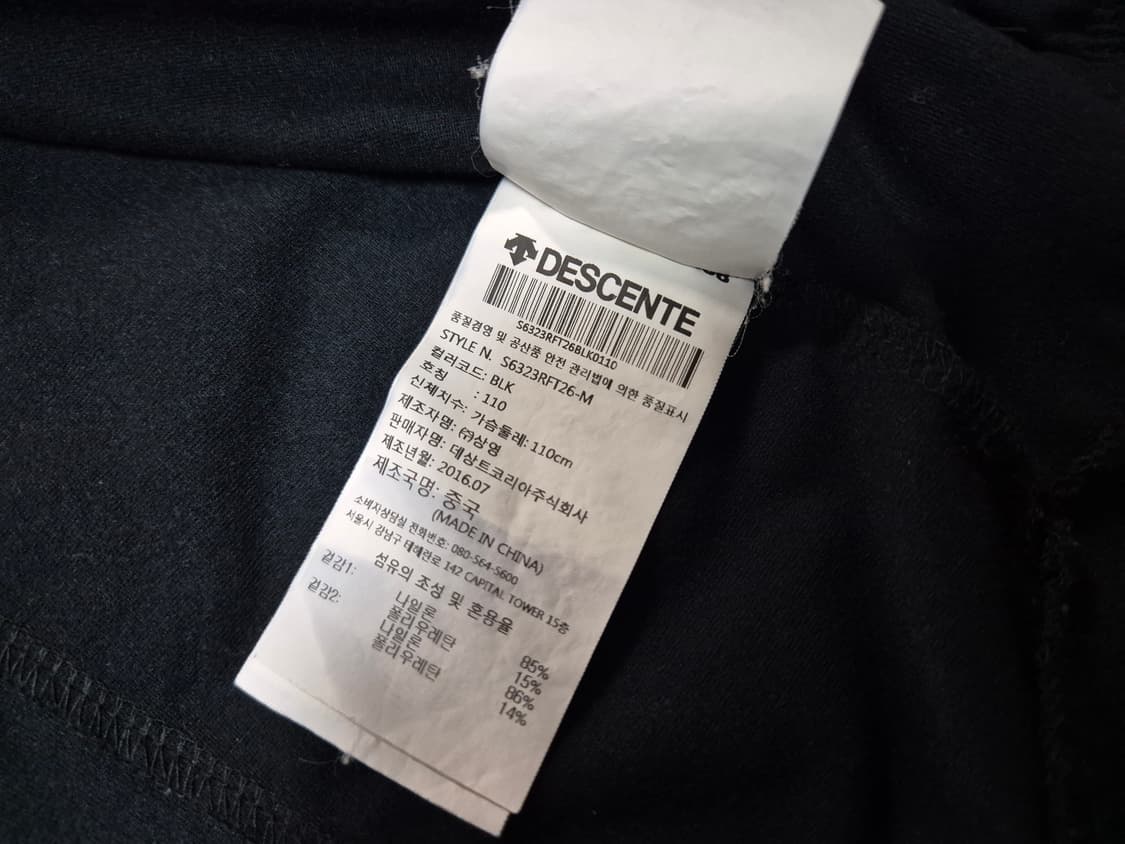 DESCENTE
S6323RFT26BLK0110
품질경영 및 공산품 안전 관리법에 의한 품질표시
STYLE N. S6323RFT26-M
컬러코드: BLK
호칭 : 110
신체치수: 가슴둘레: 110cm
제조자명: ㈜상영
판매자명: 데상트코리아주식회사
제조년월: 2016.07
제조국명: 중국
(MADE IN CHINA)
소비자상담실 전화번호: 080-564-5600
서울시 강남구 테헤란로 142 CAPITAL TOWER 15층
섬유의 조성 및 혼용율
겉감1: 나일론 85%
폴리우레탄 15%
겉감2: 나일론 86%
폴리우레탄 14%